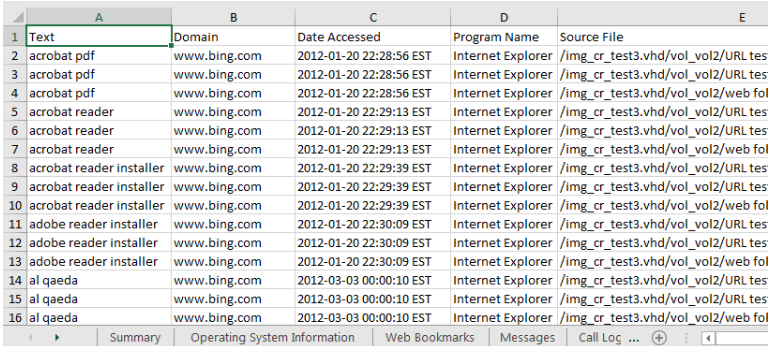 A B C D E
1 Text Domain Date Accessed Program Name Source File
2 acrobat pdf www.bing.com 2012-01-20 22:28:56 EST Internet Explorer /img_cr_test3.vhd/vol_vol2/URL tes
3 acrobat pdf www.bing.com 2012-01-20 22:28:56 EST Internet Explorer /img_cr_test3.vhd/vol_vol2/URL tes
4 acrobat pdf www.bing.com 2012-01-20 22:28:56 EST Internet Explorer /img_cr_test3.vhd/vol_vol2/web fol
5 acrobat reader www.bing.com 2012-01-20 22:29:13 EST Internet Explorer /img_cr_test3.vhd/vol_vol2/URL tes
6 acrobat reader www.bing.com 2012-01-20 22:29:13 EST Internet Explorer /img_cr_test3.vhd/vol_vol2/URL tes
7 acrobat reader www.bing.com 2012-01-20 22:29:13 EST Internet Explorer /img_cr_test3.vhd/vol_vol2/web fol
8 acrobat reader installer www.bing.com 2012-01-20 22:29:39 EST Internet Explorer /img_cr_test3.vhd/vol_vol2/URL tes
9 acrobat reader installer www.bing.com 2012-01-20 22:29:39 EST Internet Explorer /img_cr_test3.vhd/vol_vol2/URL tes
10 acrobat reader installer www.bing.com 2012-01-20 22:29:39 EST Internet Explorer /img_cr_test3.vhd/vol_vol2/web fol
11 adobe reader installer www.bing.com 2012-01-20 22:30:09 EST Internet Explorer /img_cr_test3.vhd/vol_vol2/URL tes
12 adobe reader installer www.bing.com 2012-01-20 22:30:09 EST Internet Explorer /img_cr_test3.vhd/vol_vol2/URL tes
13 adobe reader installer www.bing.com 2012-01-20 22:30:09 EST Internet Explorer /img_cr_test3.vhd/vol_vol2/web fol
14 al qaeda www.bing.com 2012-03-03 00:00:10 EST Internet Explorer /img_cr_test3.vhd/vol_vol2/URL tes
15 al qaeda www.bing.com 2012-03-03 00:00:10 EST Internet Explorer /img_cr_test3.vhd/vol_vol2/URL tes
16 al qaeda www.bing.com 2012-03-03 00:00:10 EST Internet Explorer /img_cr_test3.vhd/vol_vol2/web fol
Summary Operating System Information Web Bookmarks Messages Call Log ...